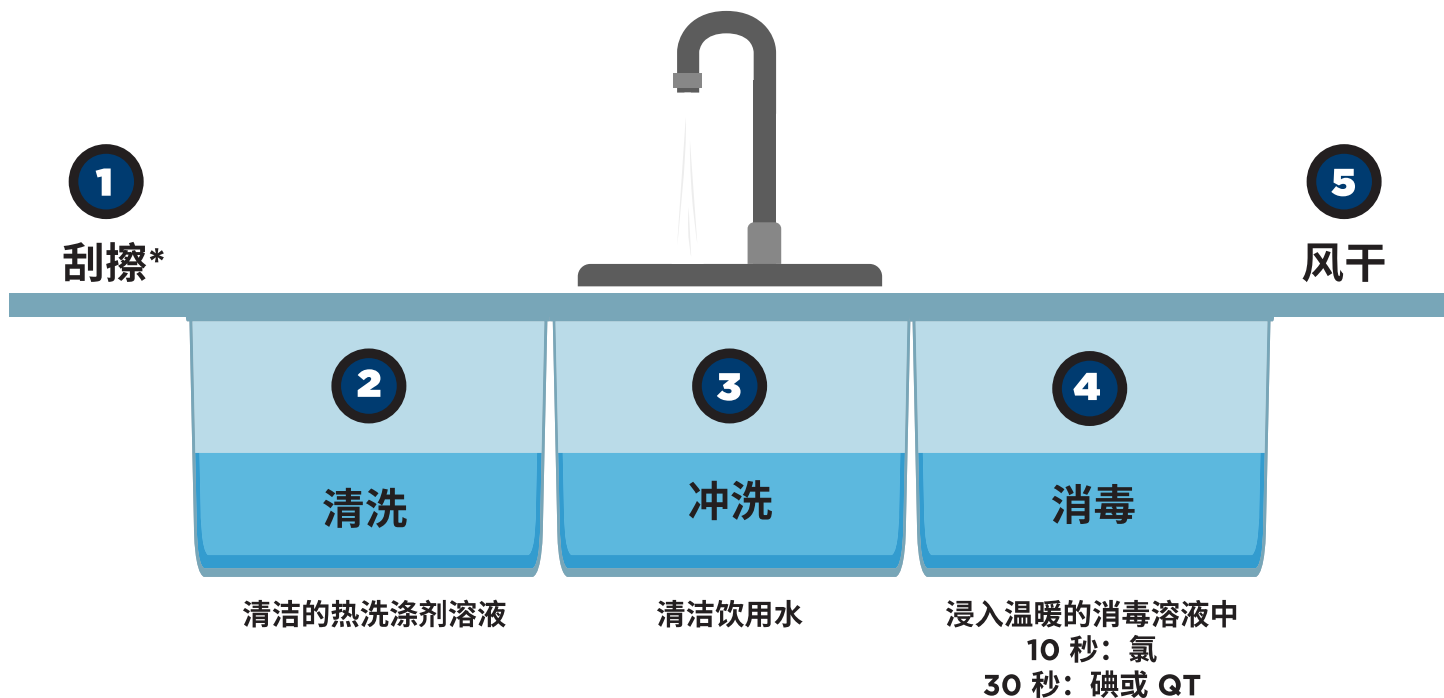 1
刮擦*
2
清洗
清洁的热洗涤剂溶液
3
冲洗
清洁饮用水
4
消毒
浸入温暖的消毒溶液中
10 秒：氯
30 秒：碘或 QT
5
风干